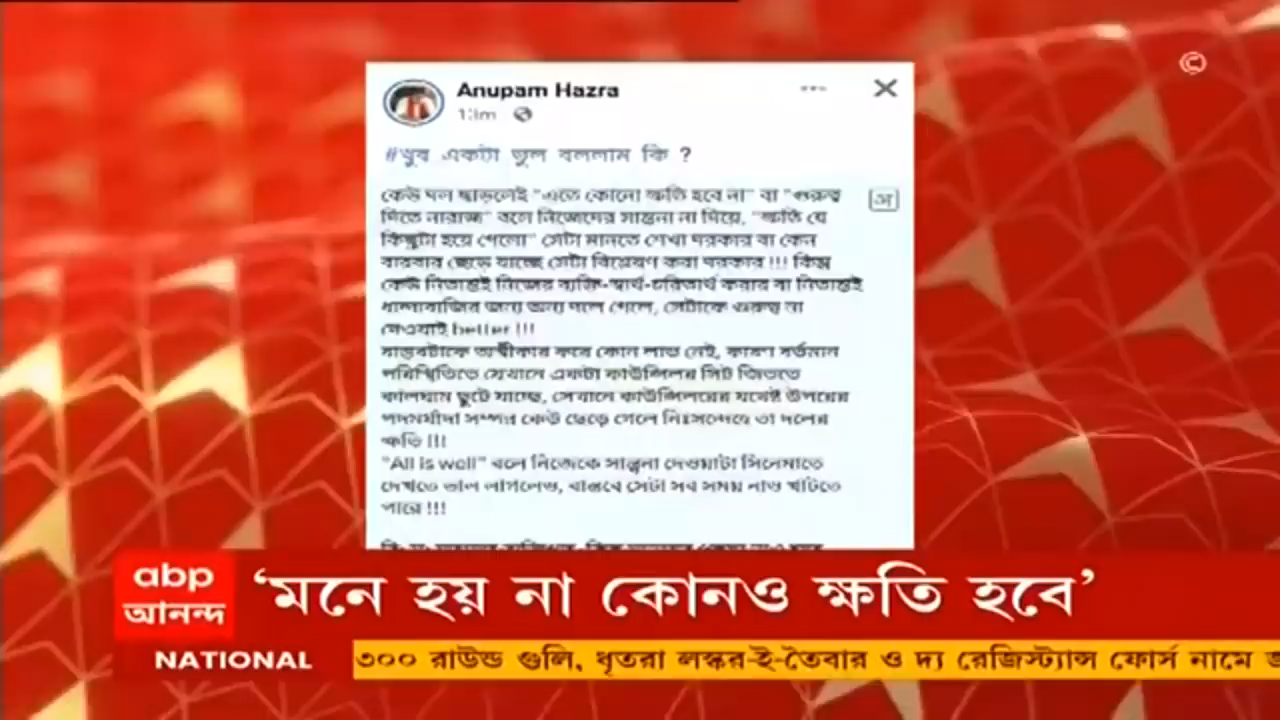 ©
Anupam Hazra
#খুব একটা ভুল বললাম কি ?
কেউ দল ছাড়লেই "এতে কোনো ক্ষতি হবে না" বা "গুরুত্ব
দিতে নারাজ" বলে নিজেদের সান্ত্বনা না দিয়ে, "ক্ষতি যে
কিছুটা হয়ে গেলো" সেটা মানতে শেখা দরকার বা কেন
বারবার ছেড়ে যাচ্ছে সেটা বিশ্লেষণ করা দরকার !!! কিন্তু
কেউ নিতান্তই নিজের ব্যক্তি-স্বার্থ-চরিতার্থ করার বা নিতান্তই
ধান্দাবাজির জন্য অন্য দলে গেলে, সেটাকে গুরুত্ব না
দেওয়াই better !!!
বাস্তবটাকে অস্বীকার করে কোন লাভ নেই, কারণ বর্তমান
পরিস্থিতিতে যেখানে একটা কাউন্সিলর সিট জিততে
কালঘাম ছুটে যাচ্ছে, সেখানে কাউন্সিলরের যথেষ্ট উপরের
পদমর্যাদা সম্পন্ন কেউ ছেড়ে গেলে নিঃসন্দেহে তা দলের
ক্ষতি !!!
"All is well" বলে নিজেকে সান্ত্বনা দেওয়াটা সিনেমাতে
দেখতে ভাল লাগলেও, বাস্তবে সেটা সব সময় নাও খাটতে
পারে !!!
abp
আনন্দ
'মনে হয় না কোনও ক্ষতি হবে'
NATIONAL
৩০০ রাউন্ড গুলি, ধৃতরা লস্কর-ই-তৈবার ও দ্য রেজিস্ট্যান্স ফোর্স নামে